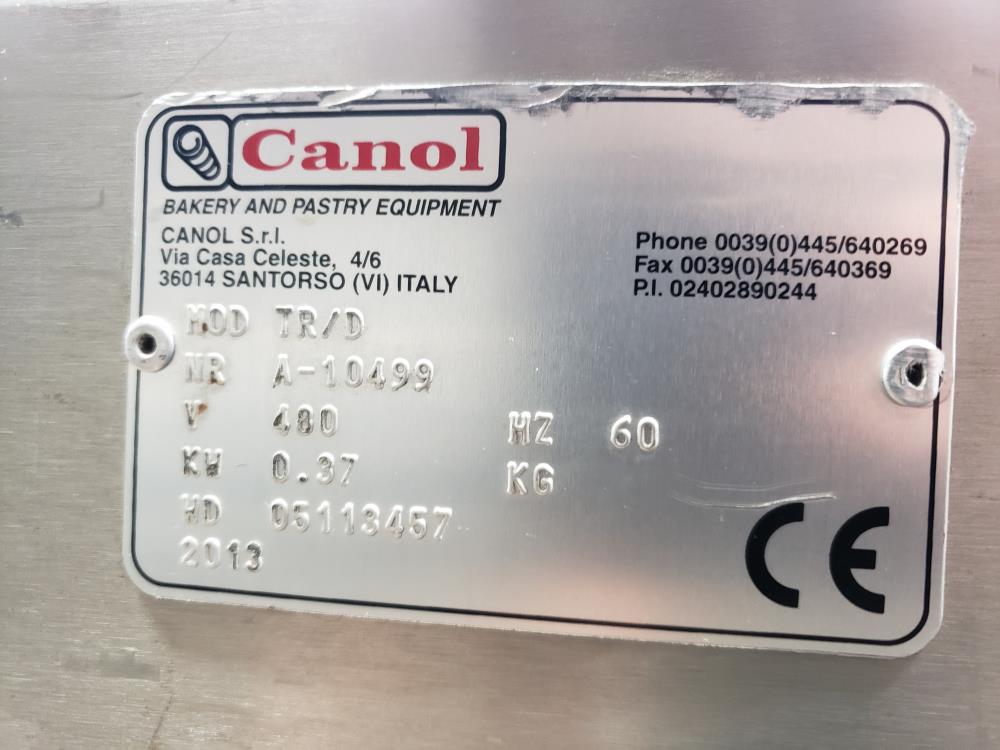 Canol
BAKERY AND PASTRY EQUIPMENT
CANOL S.r.l.
Via Casa Celeste, 4/6
36014 SANTORSO (VI) ITALY
Phone 0039(0)445/640269
Fax 0039(0)445/640369
P.I. 02402890244
MOD TR/D
NR A-10499
V 480 HZ 60
KW 0.37 KG
WD 05113457
2013
CE